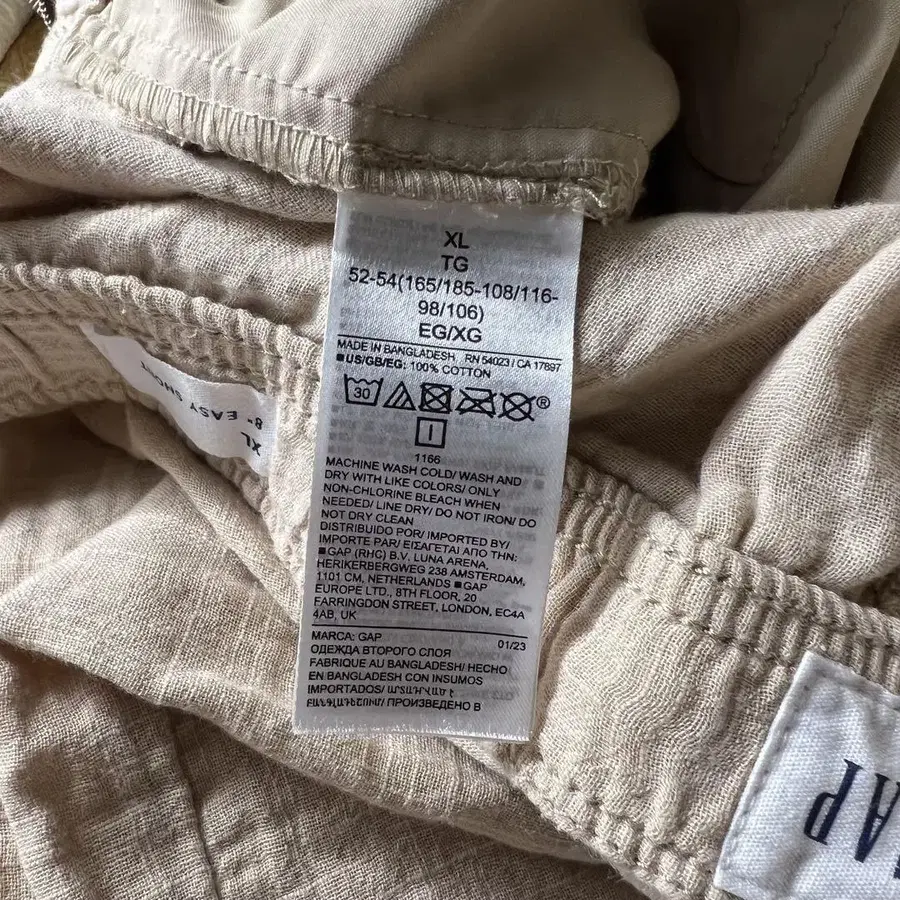 XL
TG
52-54(165/185-108/116-
98/106)
EG/XG
MADE IN BANGLADESH RN 54023 / CA 17897
■US/GB/EG: 100% COTTON
30
®
1166
MACHINE WASH COLD/ WASH AND
DRY WITH LIKE COLORS/ ONLY
NON-CHLORINE BLEACH WHEN
NEEDED/ LINE DRY/ DO NOT IRON/ DO
NOT DRY CLEAN
DISTRIBUIDO POR/ IMPORTED BY/
IMPORTE PAR/ ΕΙΣΑΓΕΤΑΙ ΑΠΟ ΤΗΝ:
■GAP (RHC) B.V. LUNA ARENA,
HERIKERBERGWEG 238 AMSTERDAM,
1101 CM, NETHERLANDS ■GAP
EUROPE LTD., 8TH FLOOR, 20
FARRINGDON STREET, LONDON, EC4A
4AB, UK
MARCA: GAP 01/23
ОДЕЖДА ВТОРОГО СЛОЯ
FABRIQUE AU BANGLADESH/ HECHO
EN BANGLADESH CON INSUMOS
IMPORTADOS/ ԱՐՏԱԴՐՎԱԾ Է
ԲԱՆԳԼԱԴԵՇՈՒՄ/ ПРОИЗВЕДЕНО В
XL
8" EASY SHORT
AP